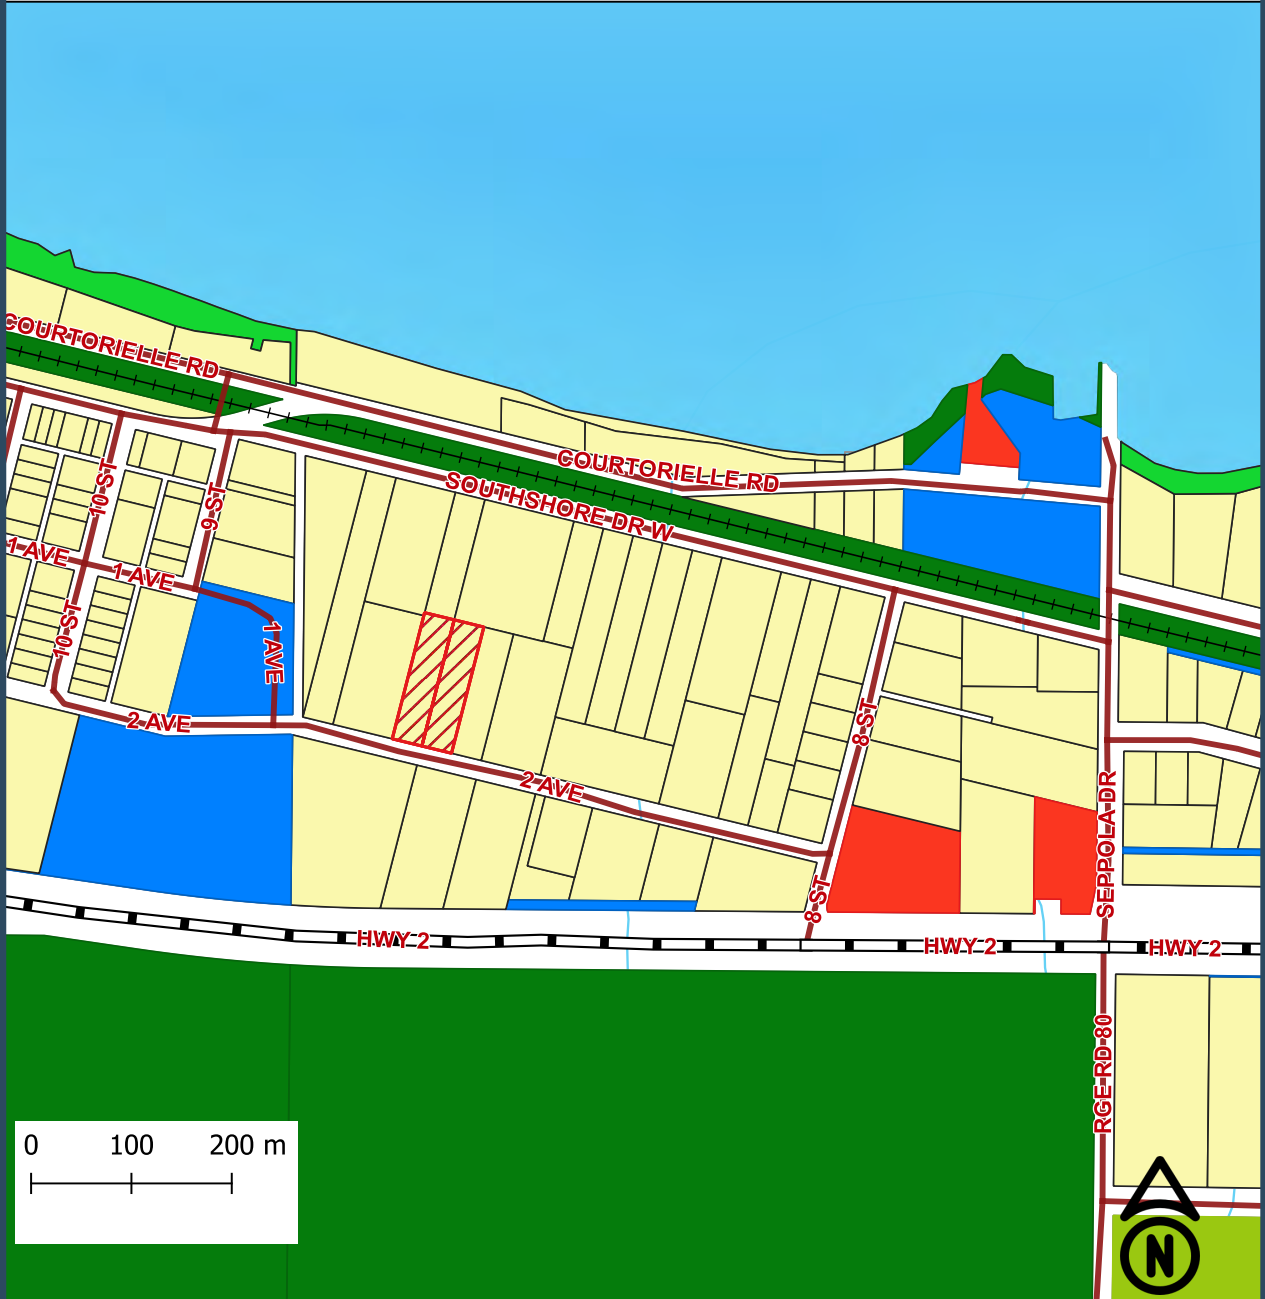 COURTORIELLE RD
COURTORIELLE RD
SOUTHSHORE DR W
10 ST
9 ST
1 AVE
1 AVE
10 ST
1 AVE
2 AVE
8 ST
2 AVE
SEPPOLA DR
8 ST
HWY 2
HWY 2
HWY 2
RGE RD 80
0 100 200 m
N